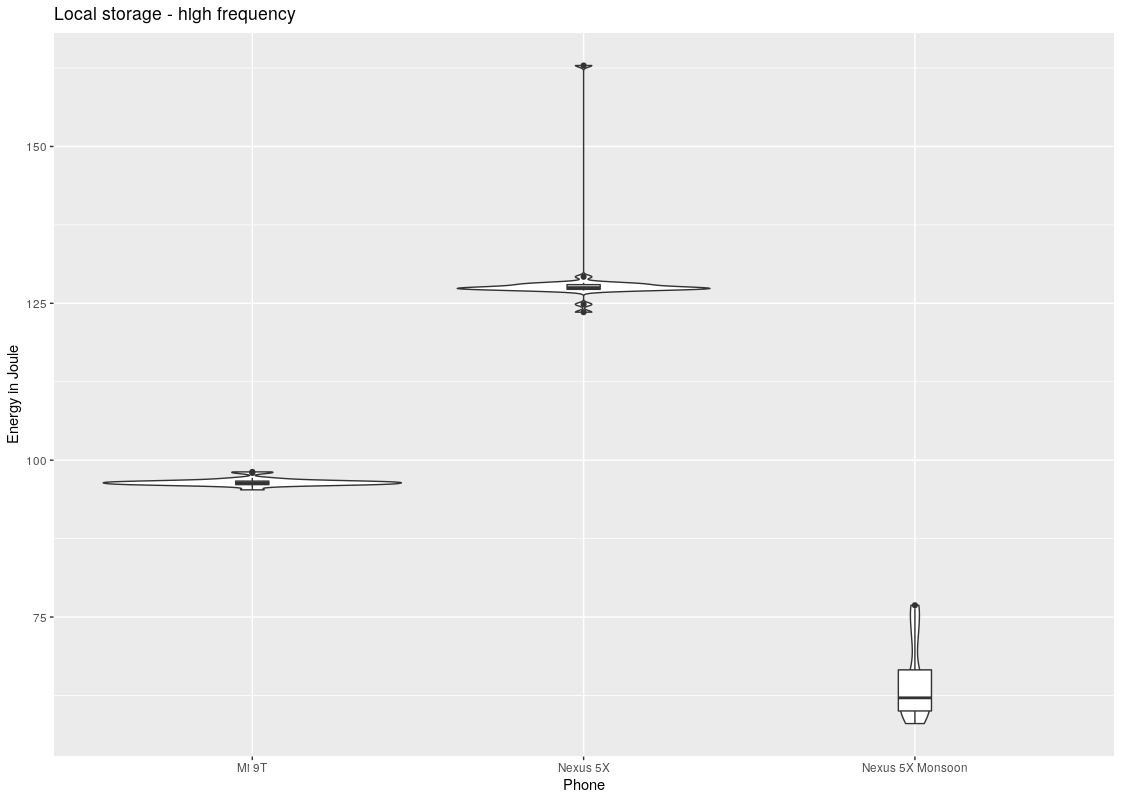 Local storage - high frequency
Energy in Joule
150
125
100
75
Mi 9T
Nexus 5X
Nexus 5X Monsoon
Phone